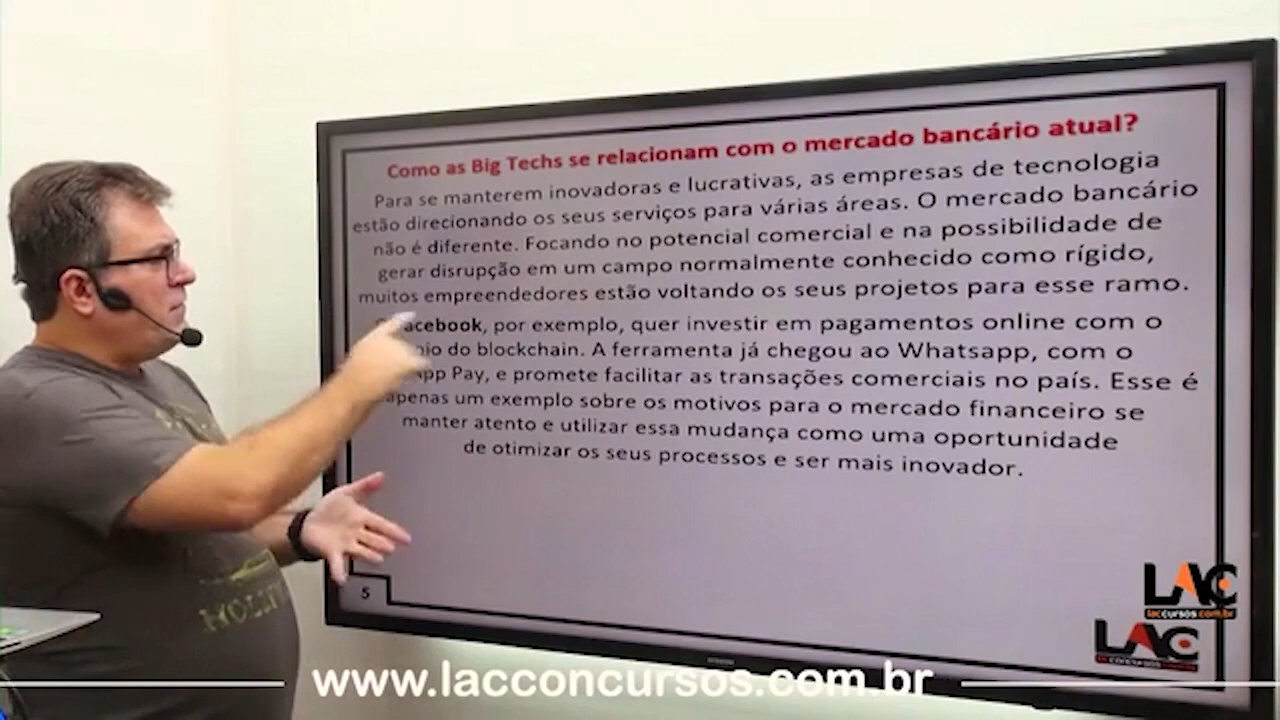 Como as Big Techs se relacionam com o mercado bancário atual?
Para se manterem inovadoras e lucrativas, as empresas de tecnologia
estão direcionando os seus serviços para várias áreas. O mercado bancário
não é diferente. Focando no potencial comercial e na possibilidade de
gerar disrupção em um campo normalmente conhecido como rígido,
muitos empreendedores estão voltando os seus projetos para esse ramo.
acebook, por exemplo, quer investir em pagamentos online com o
do blockchain. A ferramenta já chegou ao Whatsapp, com o
pp Pay, e promete facilitar as transações comerciais no país. Esse é
apenas um exemplo sobre os motivos para o mercado financeiro se
manter atento e utilizar essa mudança como uma oportunidade
de otimizar os seus processos e ser mais inovador.
5
LAC
laccursos.com.br
LAC
www.lacconcursos.com.br